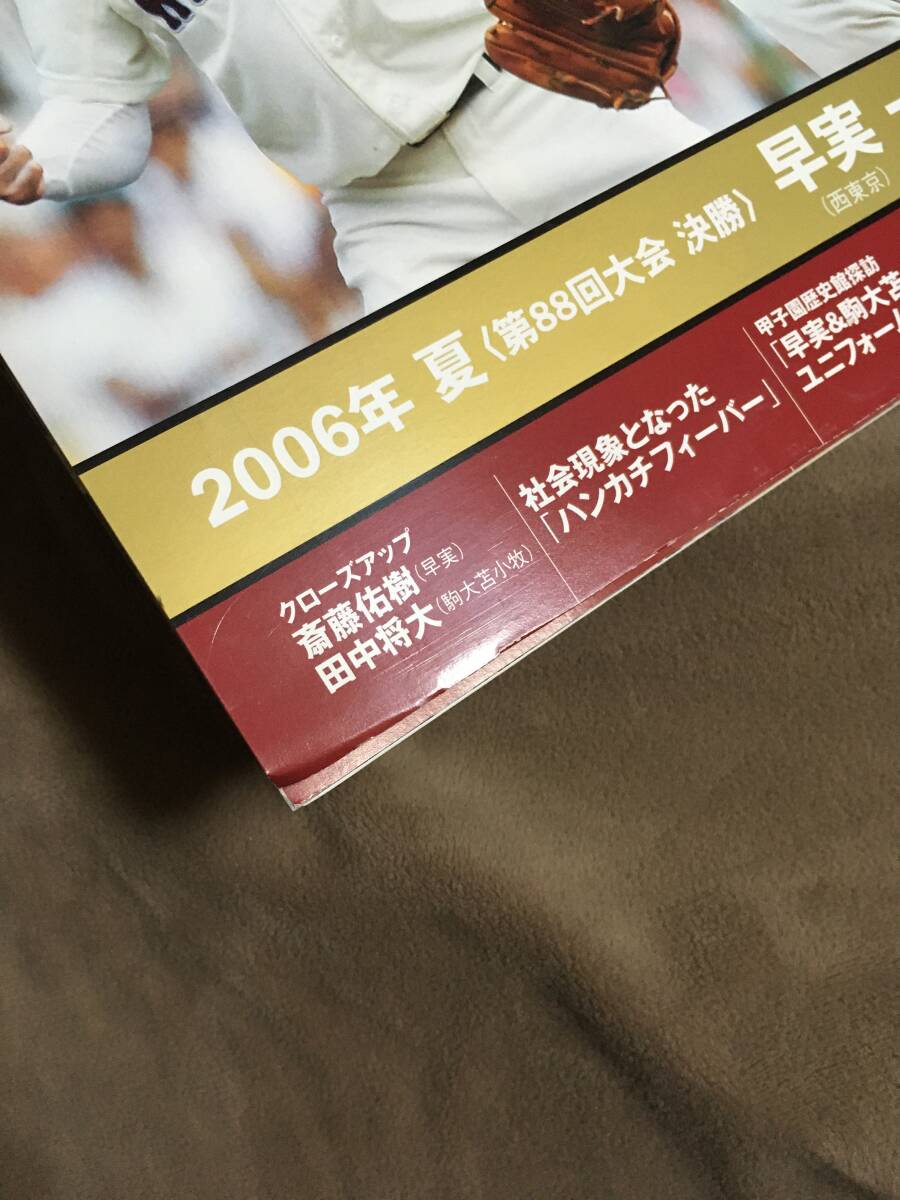 2006年 夏〈第88回大会 決勝〉 早実
(西東京)
クローズアップ
斎藤佑樹(早実)
田中将大(駒大苫小牧)
社会現象となった
「ハンカチフィーバー」
甲子園歴史館探訪
「早実&駒大苫
ユニフォー